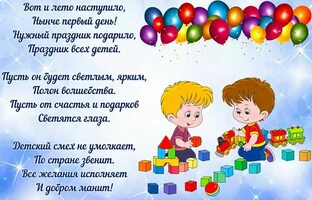 Вот и лето наступило,
Нынче первый день!
Нужный праздник подарило,
Праздник всех детей.
Пусть он будет светлым, ярким,
Полон волшебства.
Пусть от счастья и подарков
Светятся глаза.
Детский смех не умолкает,
По стране звенит.
Все желания исполняет
И добром манит!